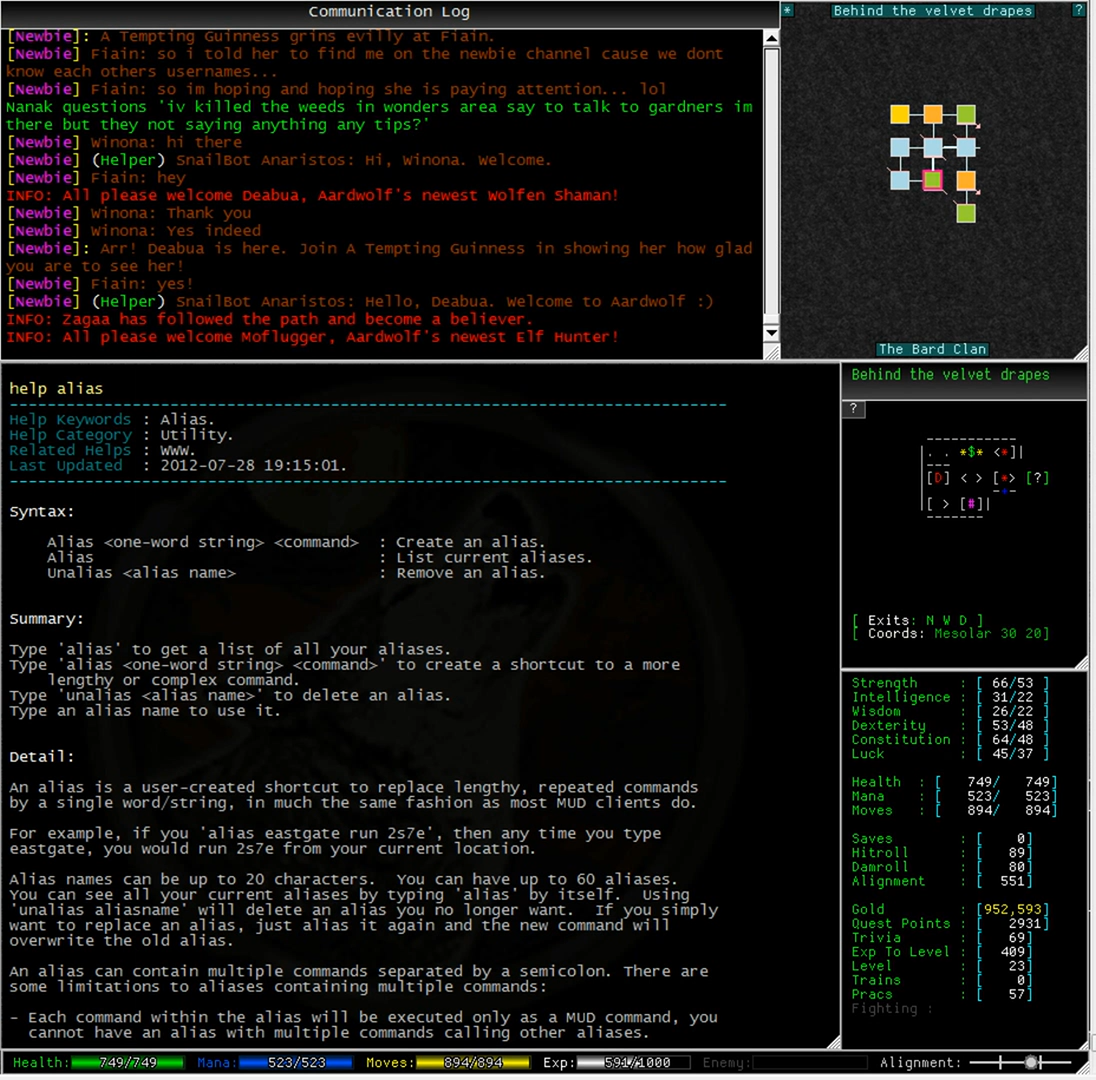 Communication Log
[Newbie]: A Tempting Guinness grins evilly at Fiain.
[Newbie] Fiain: so i told her to find me on the newbie channel cause we dont
know each others usernames...
[Newbie] Fiain: so im hoping and hoping she is paying attention... lol
Nanak questions 'iv killed the weeds in wonders area say to talk to gardners im
there but they not saying anything any tips?'
[Newbie] Winona: hi there
[Newbie] (Helper) SnailBot Anaristos: Hi, Winona. Welcome.
[Newbie] Fiain: hey
INFO: All please welcome Deabua, Aardwolf's newest Wolfen Shaman!
[Newbie] Winona: Thank you
[Newbie] Winona: Yes indeed
[Newbie]: Arr! Deabua is here. Join A Tempting Guinness in showing her how glad
you are to see her!
[Newbie] Fiain: yes!
[Newbie] (Helper) SnailBot Anaristos: Hello, Deabua. Welcome to Aardwolf :)
INFO: Zagaa has followed the path and become a believer.
INFO: All please welcome Moflugger, Aardwolf's newest Elf Hunter!
* Behind the velvet drapes ?
The Bard Clan
help alias
-----------------------------------------------------------------------------
Help Keywords : Alias.
Help Category : Utility.
Related Helps : www.
Last Updated  : 2012-07-28 19:15:01.
-----------------------------------------------------------------------------
Syntax:
Alias <one-word string> <command>  : Create an alias.
Alias                              : List current aliases.
Unalias <alias name>               : Remove an alias.
Summary:
Type 'alias' to get a list of all your aliases.
Type 'alias <one-word string> <command>' to create a shortcut to a more
lengthy or complex command.
Type 'unalias <alias name>' to delete an alias.
Type an alias name to use it.
Detail:
An alias is a user-created shortcut to replace lengthy, repeated commands
by a single word/string, in much the same fashion as most MUD clients do.
For example, if you 'alias eastgate run 2s7e', then any time you type
eastgate, you would run 2s7e from your current location.
Alias names can be up to 20 characters.  You can have up to 60 aliases.
You can see all your current aliases by typing 'alias' by itself.  Using
'unalias aliasname' will delete an alias you no longer want.  If you simply
want to replace an alias, just alias it again and the new command will
overwrite the old alias.
An alias can contain multiple commands separated by a semicolon. There are
some limitations to aliases containing multiple commands:
- Each command within the alias will be executed only as a MUD command, you
cannot have an alias with multiple commands calling other aliases.
Behind the velvet drapes
?
-----------
|. . *$* <*]|
---
[D] < > [*> [?]
-*-
|[ > [#]|
-------
[ Exits: N W D ]
[ Coords: Mesolar 30 20]
Strength     : [ 66/53 ]
Intelligence : [ 31/22 ]
Wisdom       : [ 26/22 ]
Dexterity    : [ 53/48 ]
Constitution : [ 64/48 ]
Luck         : [ 45/37 ]
Health  : [   749/   749]
Mana    : [   523/   523]
Moves   : [   894/   894]
Saves        : [    0]
Hitroll      : [   89]
Damroll      : [   80]
Alignment    : [  551]
Gold         : [952,593]
Quest Points : [   2931]
Trivia       : [   69]
Exp To Level : [  409]
Level        : [   23]
Trains       : [    0]
Pracs        : [   57]
Fighting :
Health: 749/749 Mana: 523/523 Moves: 894/894 Exp: 591/1000 Enemy: Alignment: